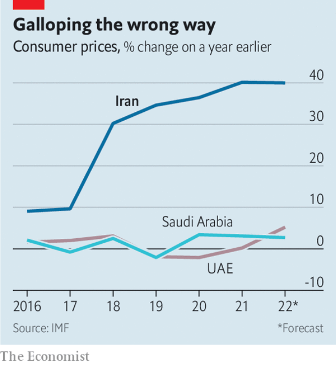 Galloping the wrong way
Consumer prices, % change on a year earlier
40
Iran
30
20
10
Saudi Arabia
0
UAE
-10
2016 17 18 19 20 21 22*
Source: IMF *Forecast
The Economist